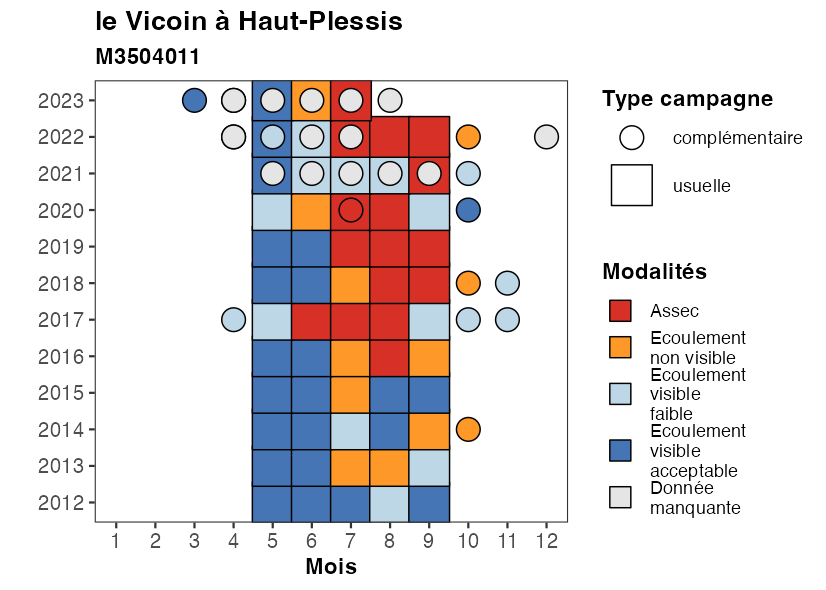 le Vicoin à Haut-Plessis
M3504011
2023
2022
2021
2020
2019
2018
2017
2016
2015
2014
2013
2012
1 2 3 4 5 6 7 8 9 10 11 12
Mois
Type campagne
complémentaire
usuelle
Modalités
Assec
Ecoulement
non visible
Ecoulement
visible
faible
Ecoulement
visible
acceptable
Donnée
manquante